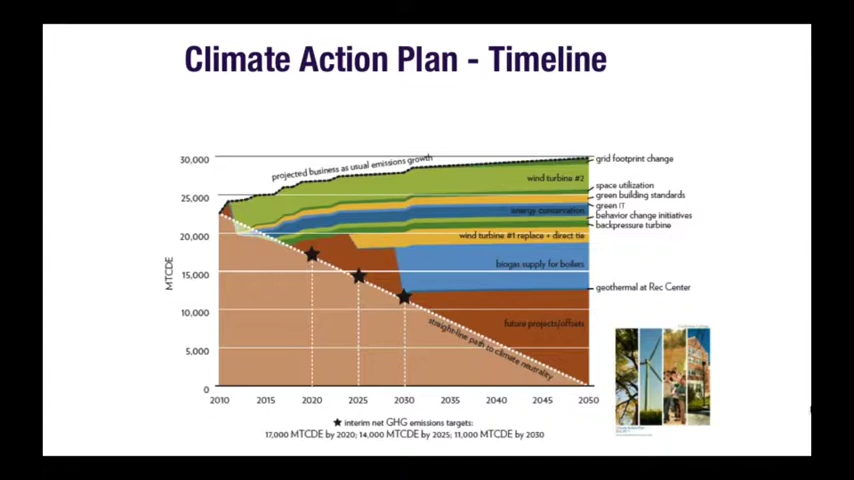 Climate Action Plan - Timeline
30,000
25,000
20,000
15,000
10,000
5,000
0
MTCDE
projected business as usual emissions growth
wind turbine #2
energy conservation
wind turbine #1 replace + direct tie
biogas supply for boilers
future projects/offsets
straight-line path to climate neutrality
grid footprint change
space utilization
green building standards
green IT
behavior change initiatives
backpressure turbine
geothermal at Rec Center
2010 2015 2020 2025 2030 2035 2040 2045 2050
interim net GHG emissions targets:
17,000 MTCDE by 2020; 14,000 MTCDE by 2025; 11,000 MTCDE by 2030